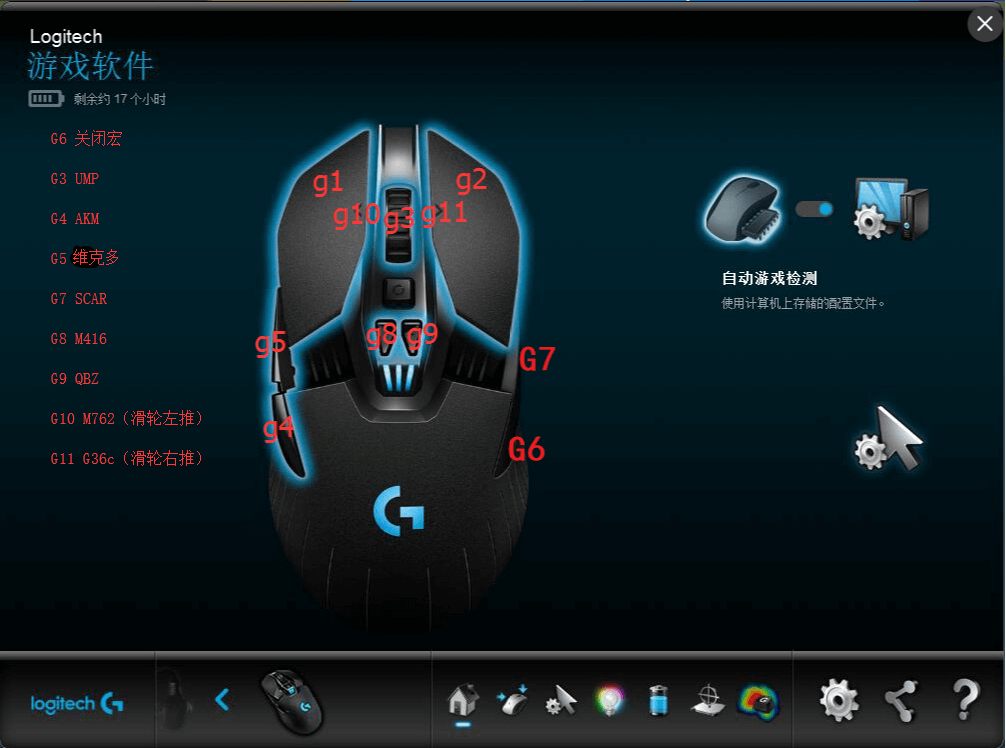 Logitech
游戏软件
剩余约 17 个小时
G6 关闭宏
G3 UMP
G4 AKM
G5 维克多
G7 SCAR
G8 M416
G9 QBZ
G10 M762（滑轮左推）
G11 G36c（滑轮右推）
g1
g2
g10
g3
g11
g8
g9
g5
G7
g4
G6
自动游戏检测
使用计算机上存储的配置文件。
logitech G